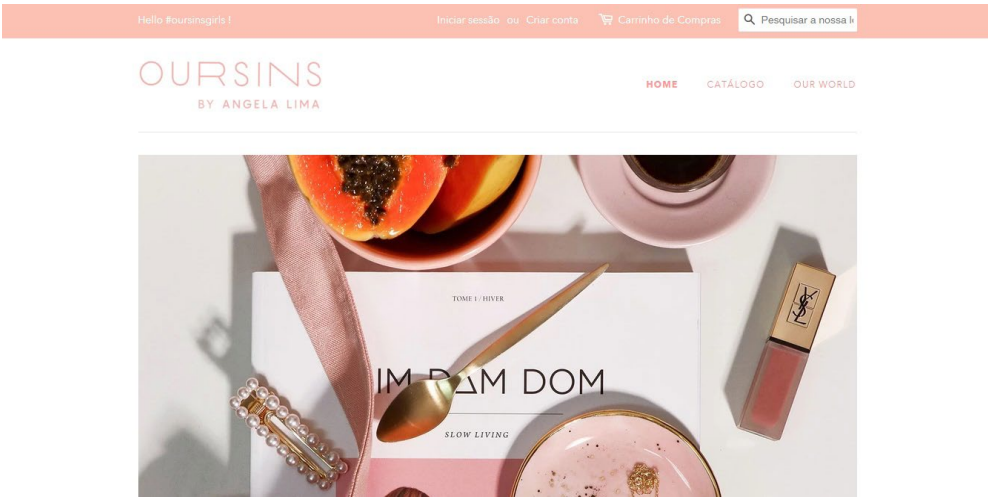 Hello #oursinsgirls !
Iniciar sessão ou Criar conta
Carrinho de Compras
Pesquisar a nossa l
OURSINS
BY ANGELA LIMA
HOME
CATÁLOGO
OUR WORLD
TOME 1 / HIVER
IM DAM DOM
SLOW LIVING
YSL